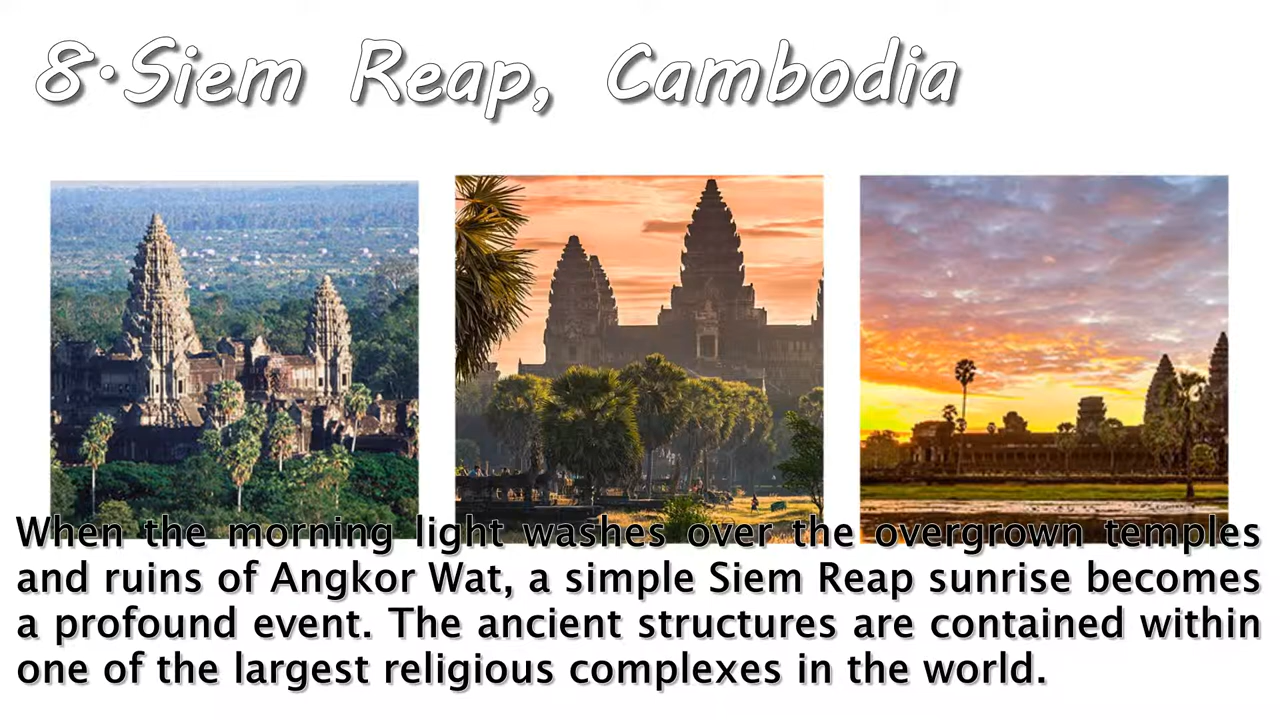 8·Siem Reap, Cambodia
When the morning light washes over the overgrown temples
and ruins of Angkor Wat, a simple Siem Reap sunrise becomes
a profound event. The ancient structures are contained within
one of the largest religious complexes in the world.